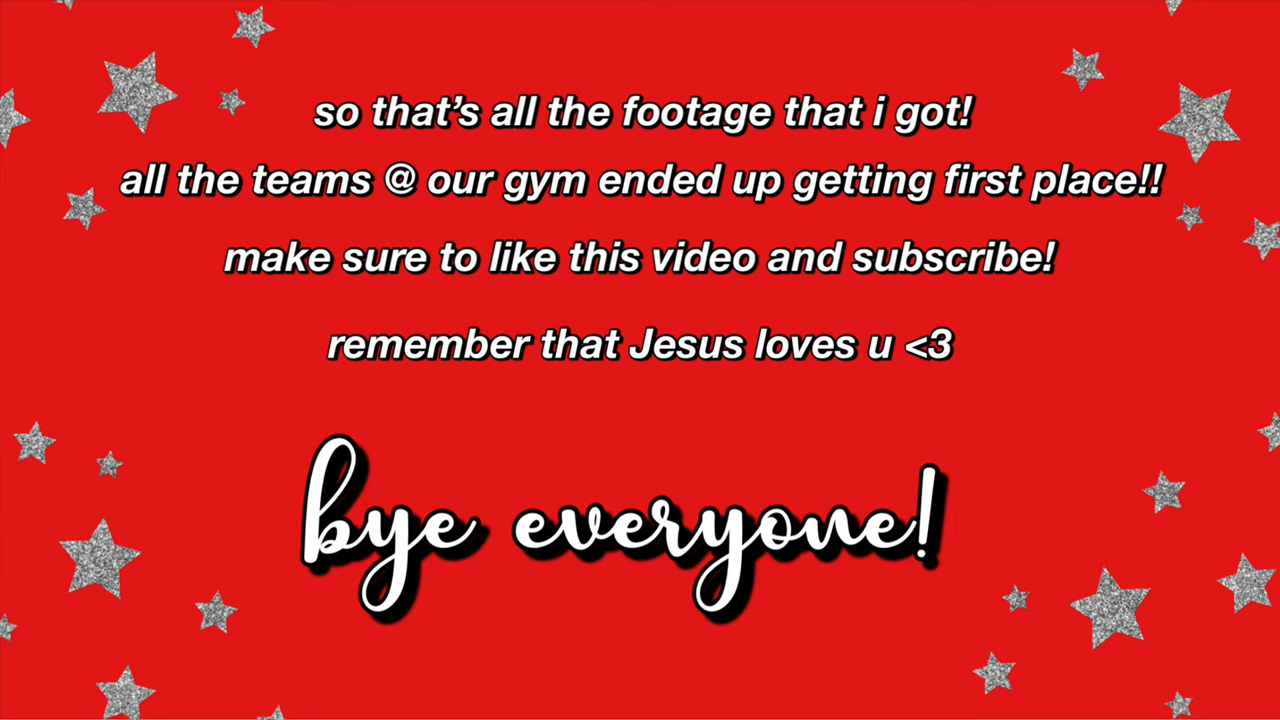 so that's all the footage that i got!
all the teams @ our gym ended up getting first place!!
make sure to like this video and subscribe!
remember that Jesus loves u <3
bye everyone!